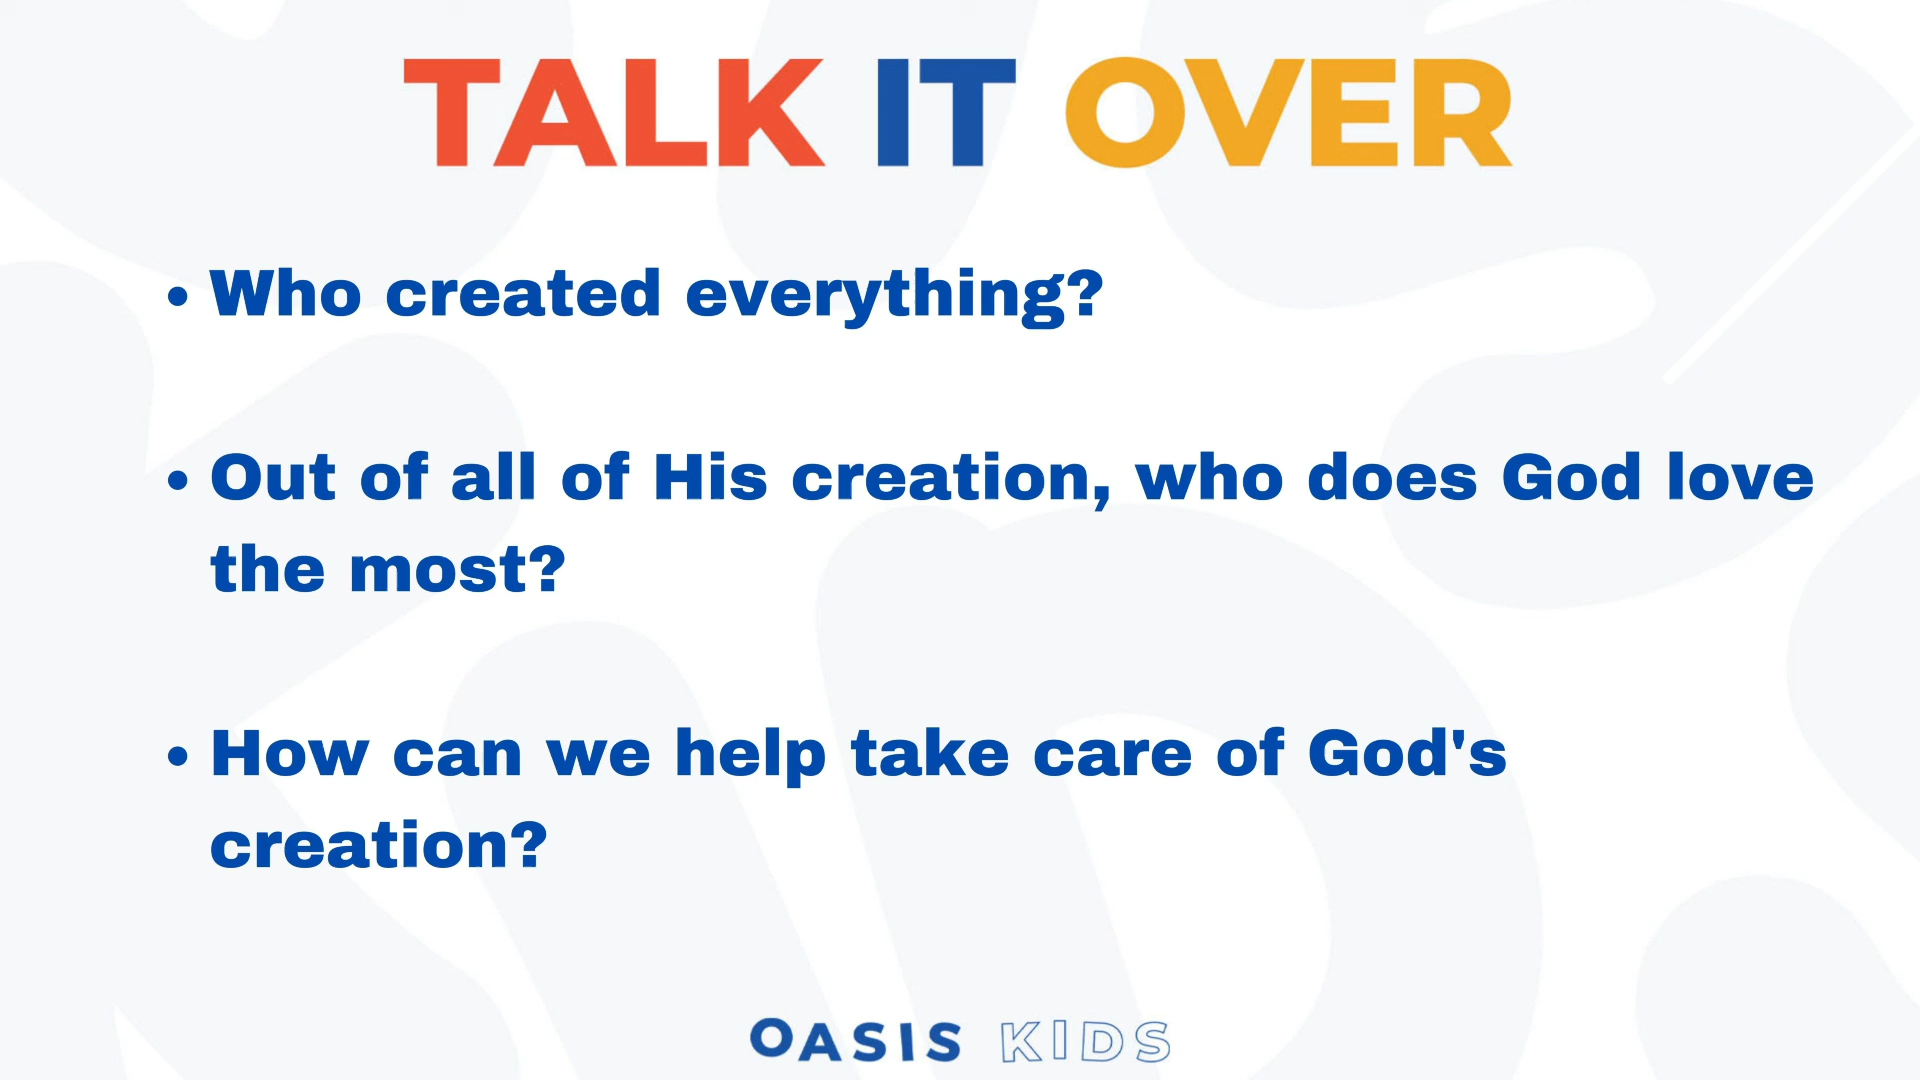 TALK IT OVER
• Who created everything?
• Out of all of His creation, who does God love
the most?
• How can we help take care of God's
creation?
OASIS KIDS